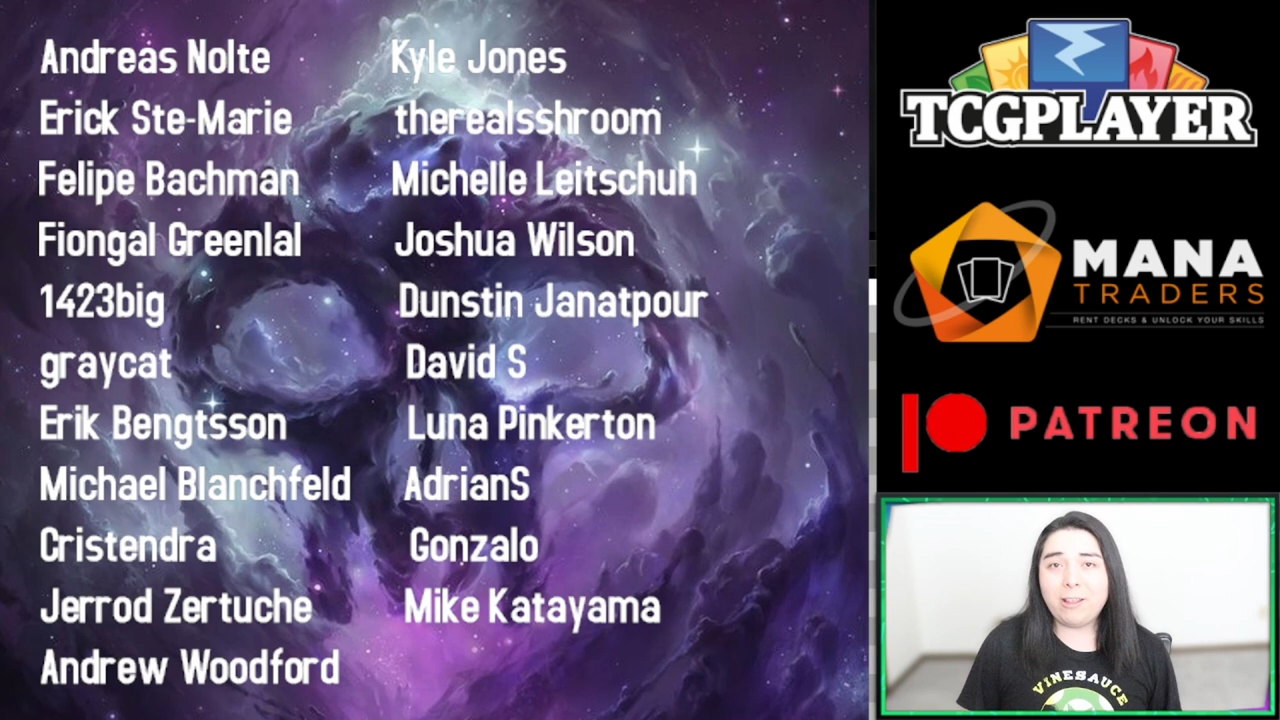 Andreas Nolte
Erick Ste-Marie
Felipe Bachman
Fiongal Greenlal
1423big
graycat
Erik Bengtsson
Michael Blanchfeld
Cristendra
Jerrod Zertuche
Andrew Woodford
Kyle Jones
therealsshroom
Michelle Leitschuh
Joshua Wilson
Dunstin Janatpour
David S
Luna Pinkerton
AdrianS
Gonzalo
Mike Katayama
TCGPLAYER
MANA
TRADERS
RENT DECKS & UNLOCK YOUR SKILLS
PATREON
VINESAUCE